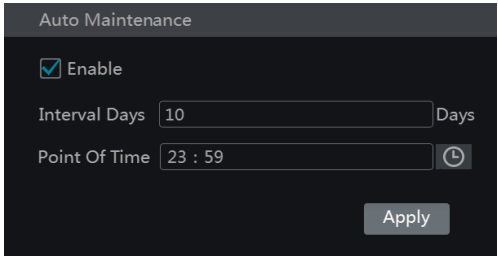 Auto Maintenance
Enable
Interval Days 10 Days
Point Of Time 23 : 59
Apply